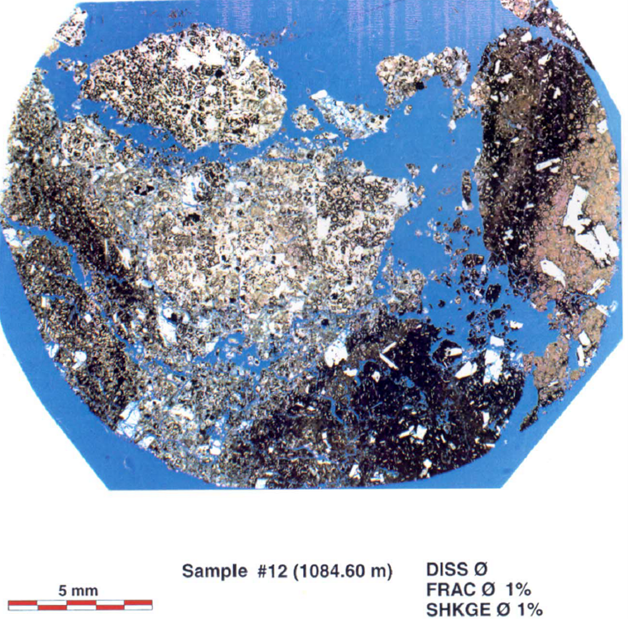 Sample #12 (1084.60 m)
DISS Ø
FRAC Ø 1%
SHKGE Ø 1%
5 mm